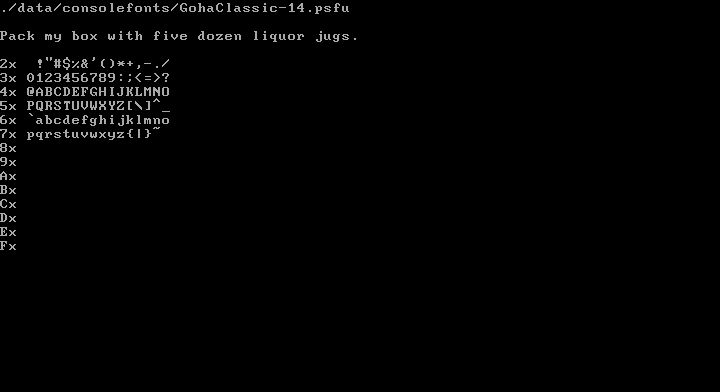 ./data/consolefonts/GohaClassic-14.psfu
Pack my box with five dozen liquor jugs.
2x  !"#$%&'()*+,-./
3x 0123456789:;<=>?
4x @ABCDEFGHIJKLMNO
5x PQRSTUVWXYZ[\]^_
6x `abcdefghijklmno
7x pqrstuvwxyz{|}~
8x
9x
Ax
Bx
Cx
Dx
Ex
Fx